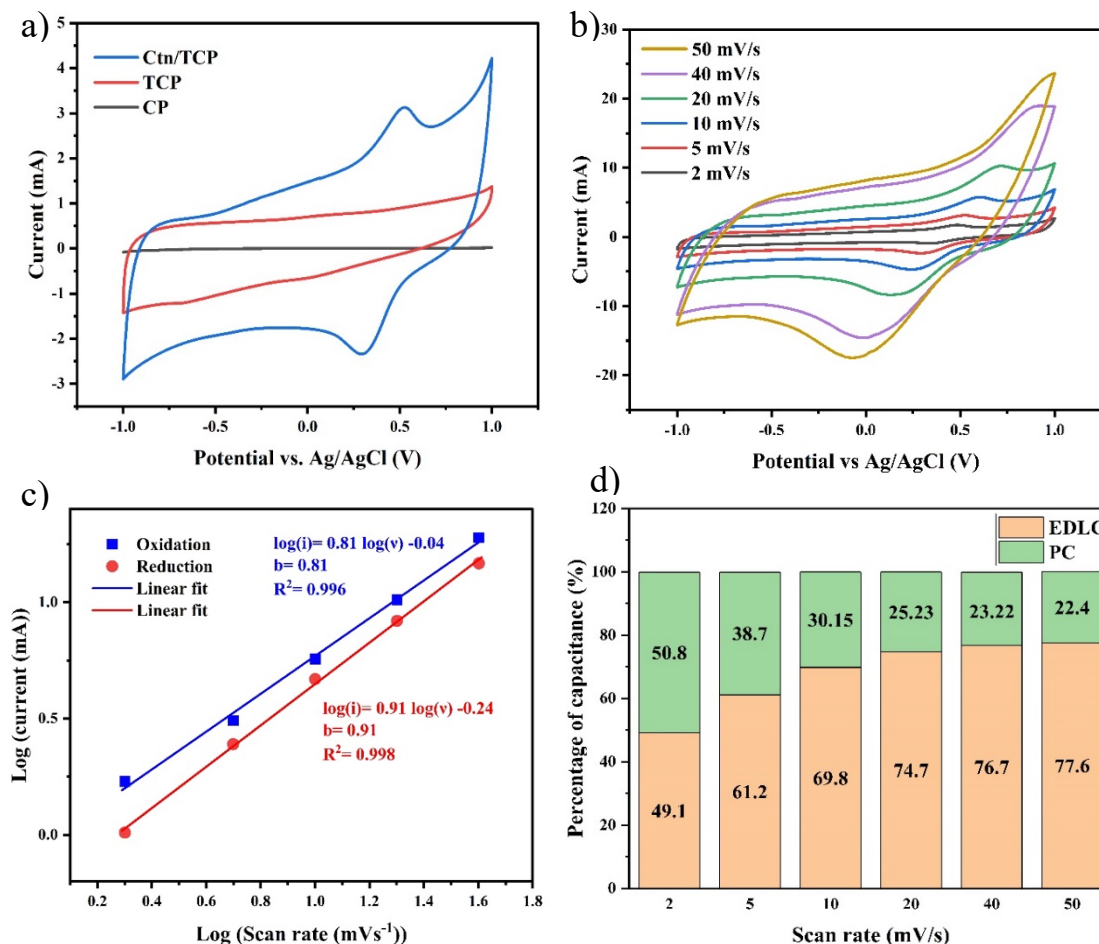 a)
Ctn/TCP
TCP
CP
5
4
3
2
1
0
-1
-2
-3
Current (mA)
-1.0 -0.5 0.0 0.5 1.0
Potential vs. Ag/AgCl (V)
b)
50 mV/s
40 mV/s
20 mV/s
10 mV/s
5 mV/s
2 mV/s
30
20
10
0
-10
-20
Current (mA)
-1.0 -0.5 0.0 0.5 1.0
Potential vs Ag/AgCl (V)
c)
Oxidation
Reduction
Linear fit
Linear fit
log(i)= 0.81 log(ν) -0.04
b= 0.81
R²= 0.996
log(i)= 0.91 log(ν) -0.24
b= 0.91
R²= 0.998
1.0
0.5
0.0
Log (current (mA))
0.2 0.4 0.6 0.8 1.0 1.2 1.4 1.6 1.8
Log (Scan rate (mVs⁻¹))
d)
EDLC
PC
120
100
80
60
40
20
0
Percentage of capacitance (%)
50.8 38.7 30.15 25.23 23.22 22.4
49.1 61.2 69.8 74.7 76.7 77.6
2 5 10 20 40 50
Scan rate (mV/s)